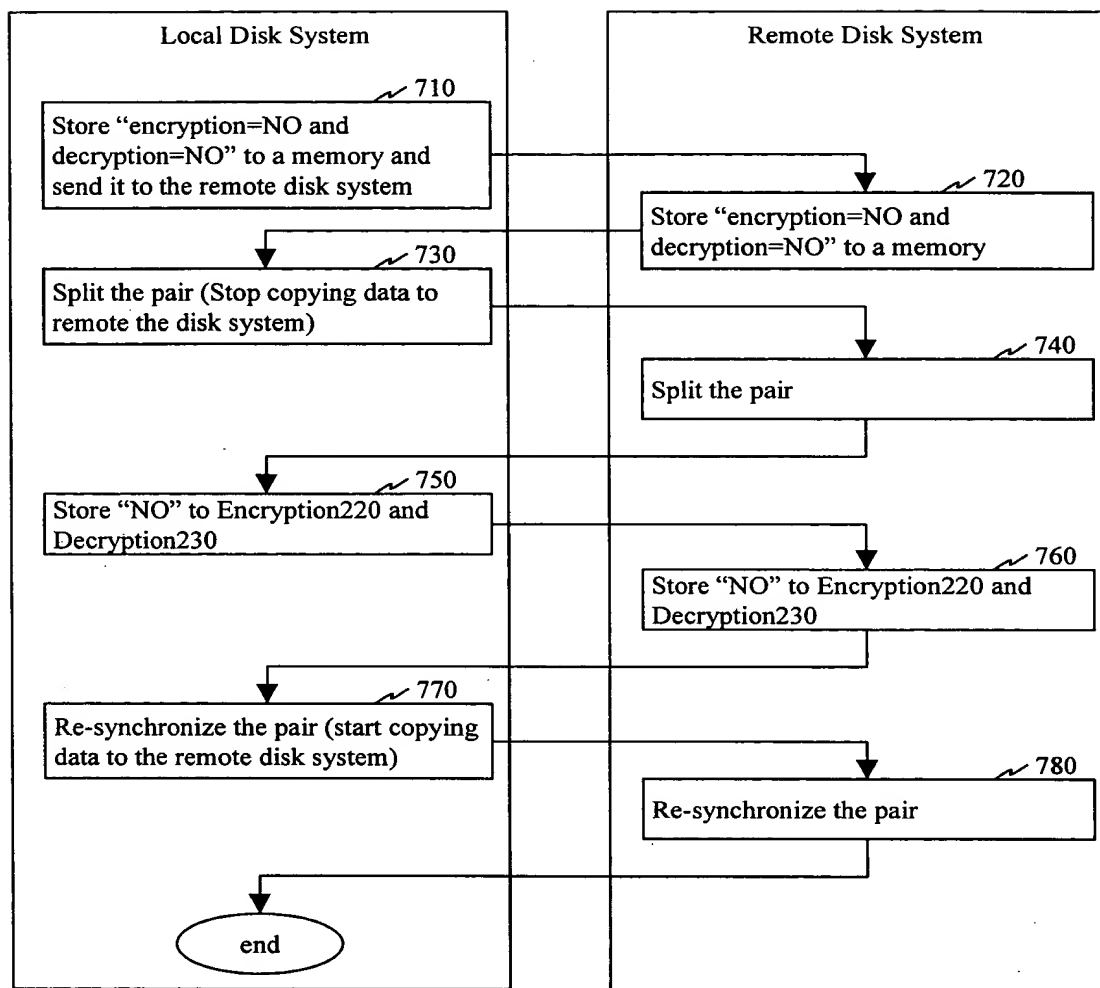 Local Disk System
Remote Disk System
710
Store “encryption=NO and
decryption=NO” to a memory and
send it to the remote disk system
720
Store “encryption=NO and
decryption=NO” to a memory
730
Split the pair (Stop copying data to
remote the disk system)
740
Split the pair
750
Store “NO” to Encryption220 and
Decryption230
760
Store “NO” to Encryption220 and
Decryption230
770
Re-synchronize the pair (start copying
data to the remote disk system)
780
Re-synchronize the pair
end